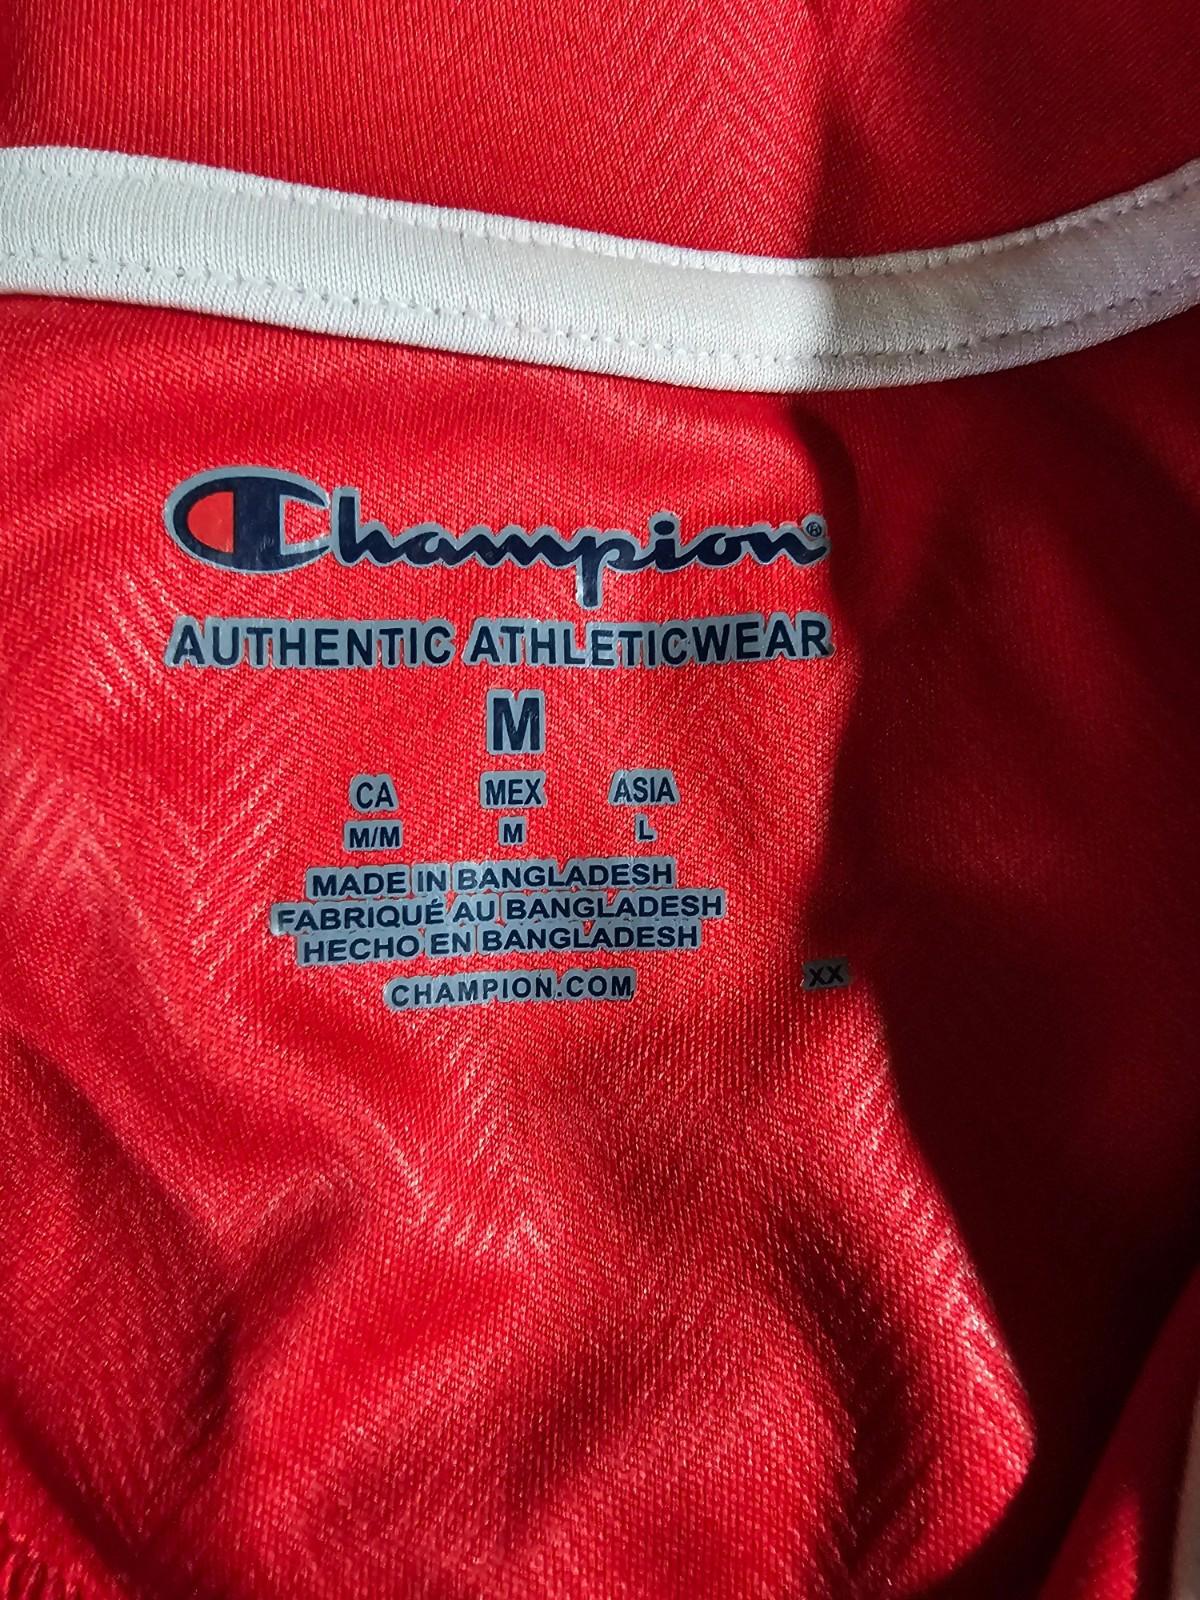 Champion®
AUTHENTIC ATHLETICWEAR
M
CA MEX ASIA
M/M M L
MADE IN BANGLADESH
FABRIQUÉ AU BANGLADESH
HECHO EN BANGLADESH
CHAMPION.COM XX